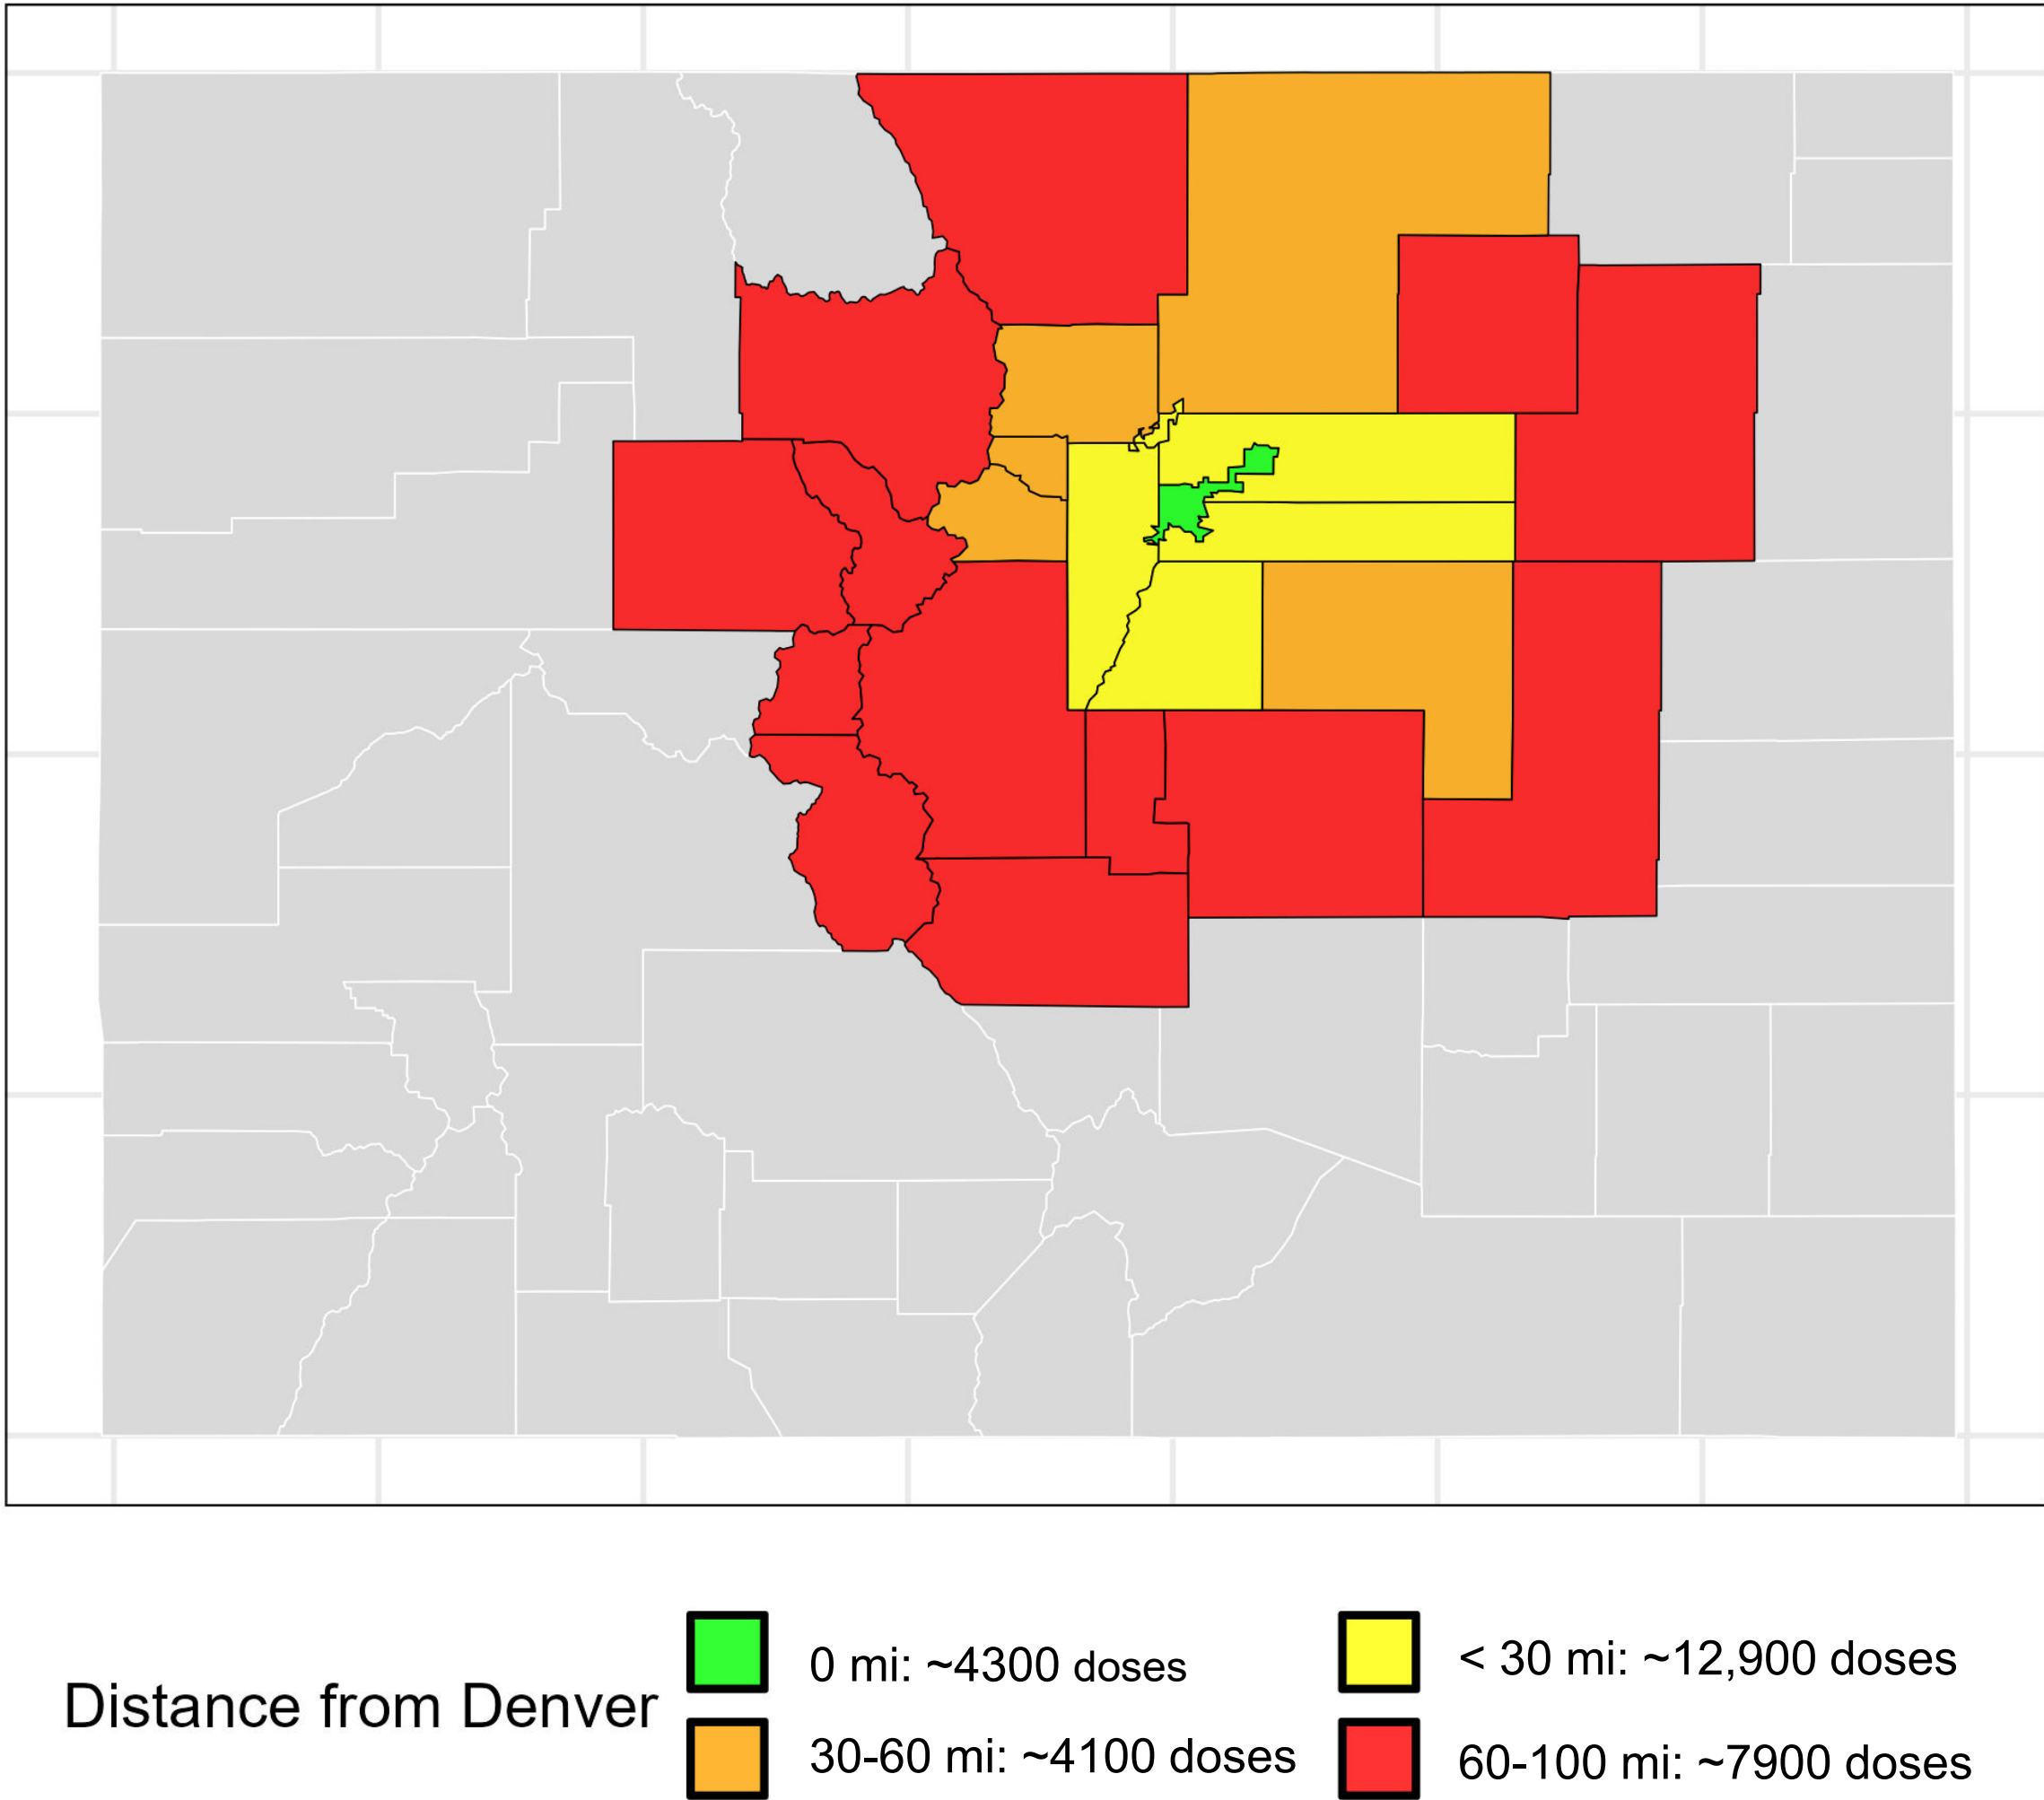 Distance from Denver
0 mi: ~4300 doses
< 30 mi: ~12,900 doses
30-60 mi: ~4100 doses
60-100 mi: ~7900 doses